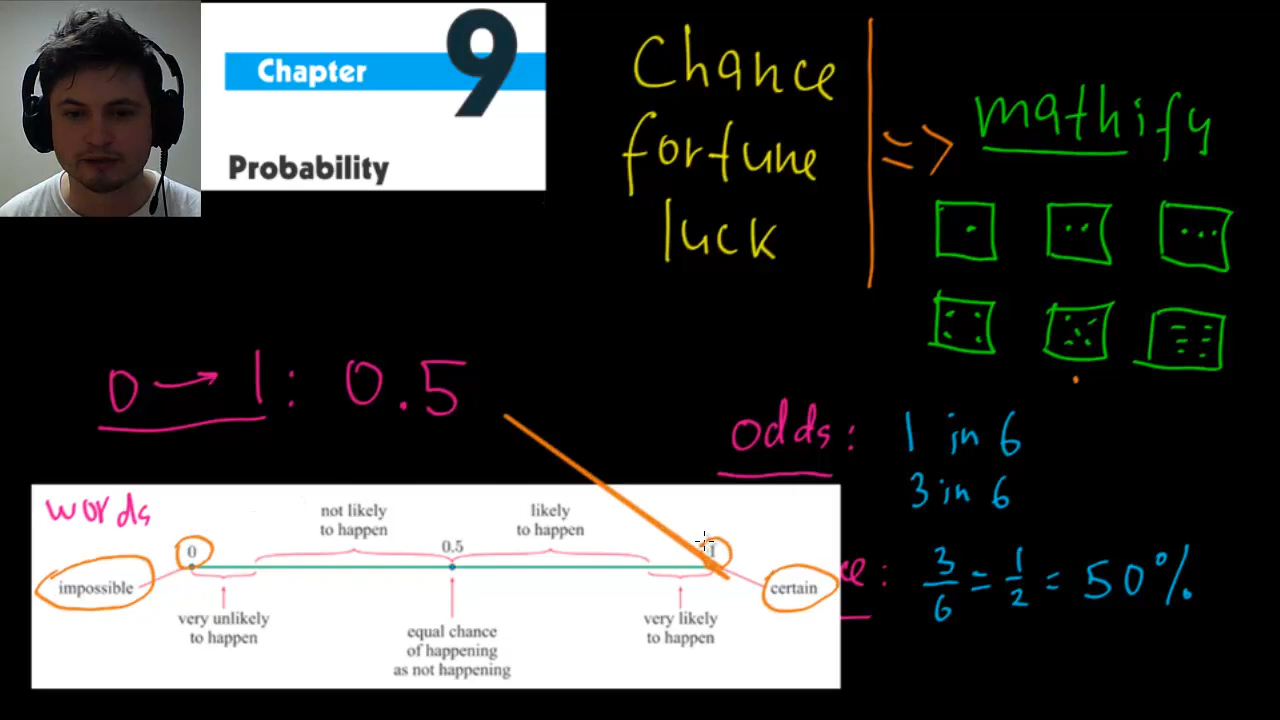 Chapter 9
Probability
Chance
fortune
luck
=> mathify
0 → 1 : 0.5
odds : 1 in 6
3 in 6
ce : 3/6 = 1/2 = 50%
words
not likely
to happen
likely
to happen
0
0.5
1
impossible
certain
very unlikely
to happen
equal chance
of happening
as not happening
very likely
to happen